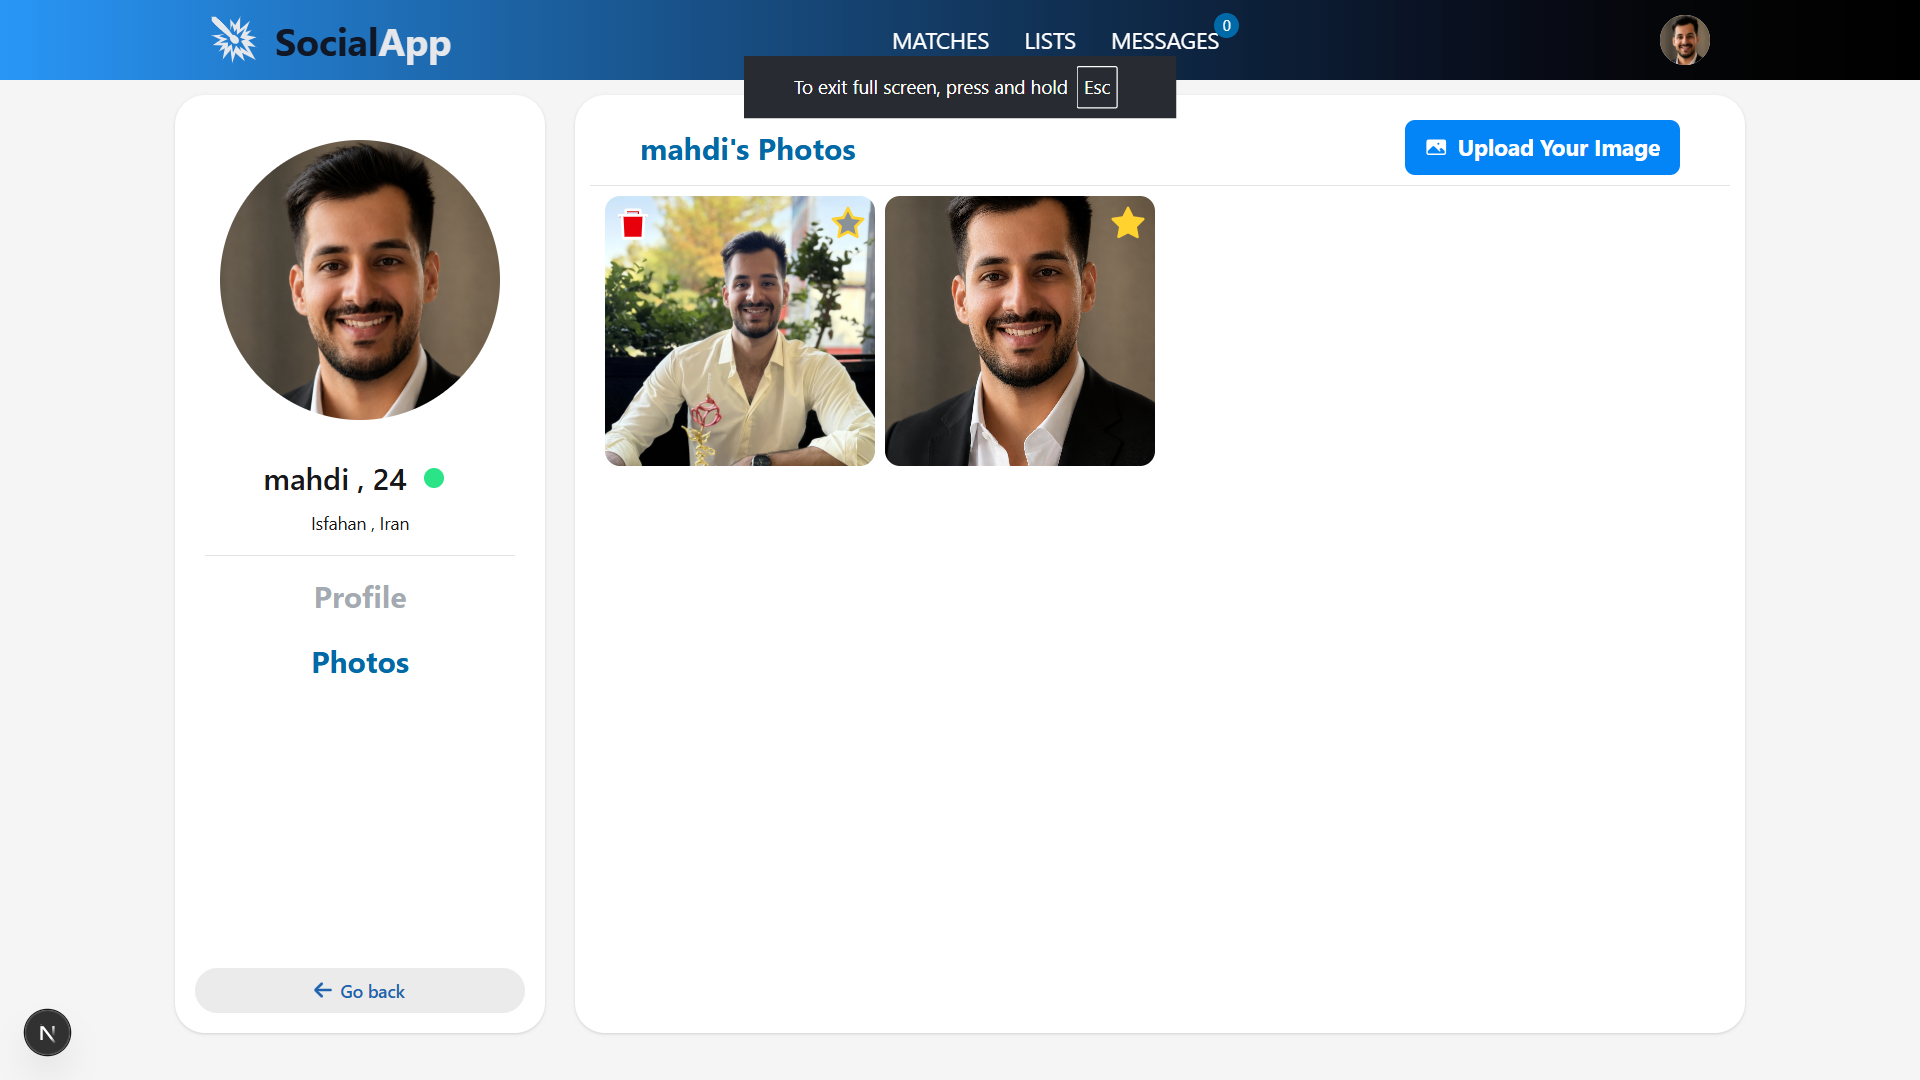 SocialApp
MATCHES LISTS MESSAGES 0
To exit full screen, press and hold Esc
mahdi's Photos
Upload Your Image
mahdi , 24
Isfahan , Iran
Profile
Photos
Go back
N